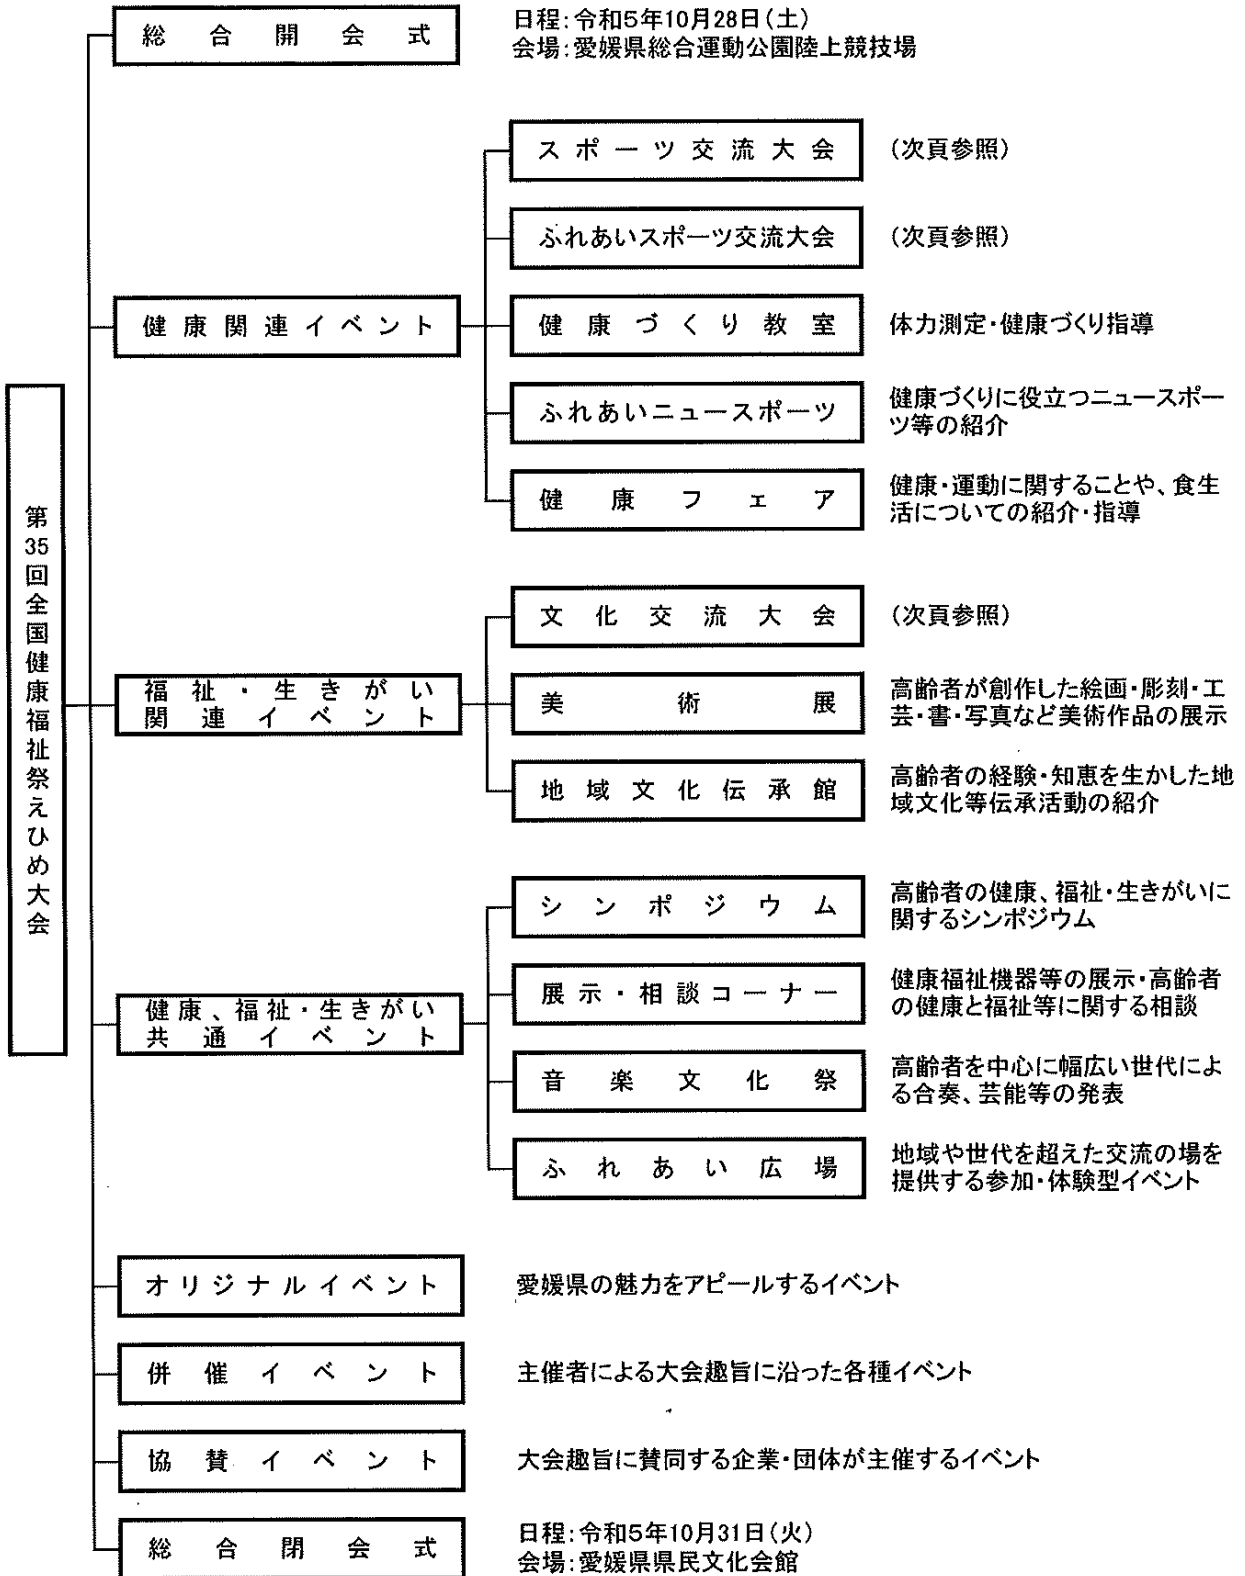 総合開会式
日程：令和5年10月28日（土）
会場：愛媛県総合運動公園陸上競技場
スポーツ交流大会
（次頁参照）
ふれあいスポーツ交流大会
（次頁参照）
健康関連イベント
健康づくり教室
体力測定・健康づくり指導
ふれあいニュースポーツ
健康づくりに役立つニュースポー
ツ等の紹介
健康フェア
健康・運動に関することや、食生
活についての紹介・指導
第35回全国健康福祉祭えひめ大会
文化交流大会
（次頁参照）
福祉・生きがい
関連イベント
美術展
高齢者が創作した絵画・彫刻・工
芸・書・写真など美術作品の展示
地域文化伝承館
高齢者の経験・知恵を生かした地
域文化等伝承活動の紹介
シンポジウム
高齢者の健康、福祉・生きがいに
関するシンポジウム
健康、福祉・生きがい
共通イベント
展示・相談コーナー
健康福祉機器等の展示・高齢者
の健康と福祉等に関する相談
音楽文化祭
高齢者を中心に幅広い世代によ
る合奏、芸能等の発表
ふれあい広場
地域や世代を超えた交流の場を
提供する参加・体験型イベント
オリジナルイベント
愛媛県の魅力をアピールするイベント
併催イベント
主催者による大会趣旨に沿った各種イベント
協賛イベント
大会趣旨に賛同する企業・団体が主催するイベント
総合閉会式
日程：令和5年10月31日（火）
会場：愛媛県県民文化会館